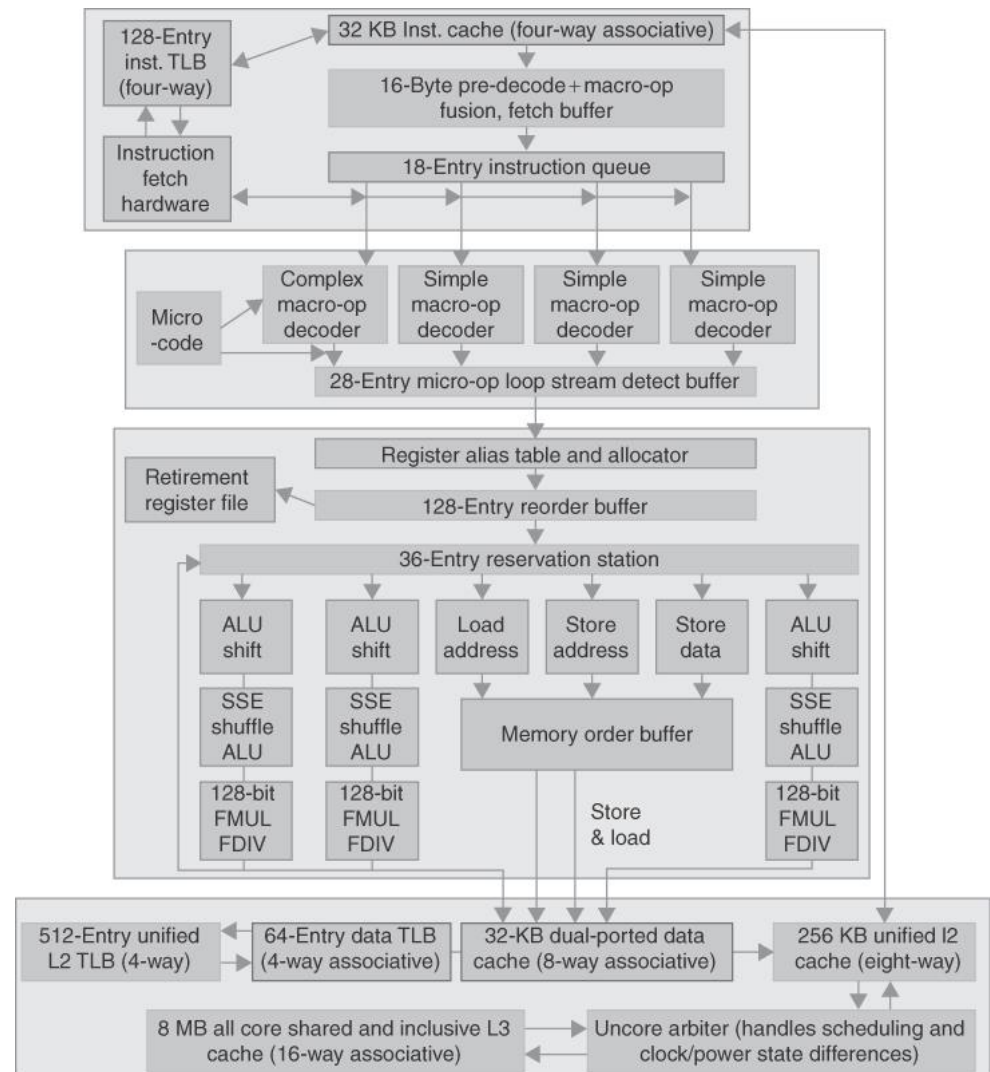 128-Entry
inst. TLB
(four-way)
32 KB Inst. cache (four-way associative)
16-Byte pre-decode+macro-op
fusion, fetch buffer
Instruction
fetch
hardware
18-Entry instruction queue
Micro
-code
Complex
macro-op
decoder
Simple
macro-op
decoder
Simple
macro-op
decoder
Simple
macro-op
decoder
28-Entry micro-op loop stream detect buffer
Register alias table and allocator
Retirement
register file
128-Entry reorder buffer
36-Entry reservation station
ALU
shift
ALU
shift
Load
address
Store
address
Store
data
ALU
shift
SSE
shuffle
ALU
SSE
shuffle
ALU
Memory order buffer
SSE
shuffle
ALU
128-bit
FMUL
FDIV
128-bit
FMUL
FDIV
Store
& load
128-bit
FMUL
FDIV
512-Entry unified
L2 TLB (4-way)
64-Entry data TLB
(4-way associative)
32-KB dual-ported data
cache (8-way associative)
256 KB unified l2
cache (eight-way)
8 MB all core shared and inclusive L3
cache (16-way associative)
Uncore arbiter (handles scheduling and
clock/power state differences)